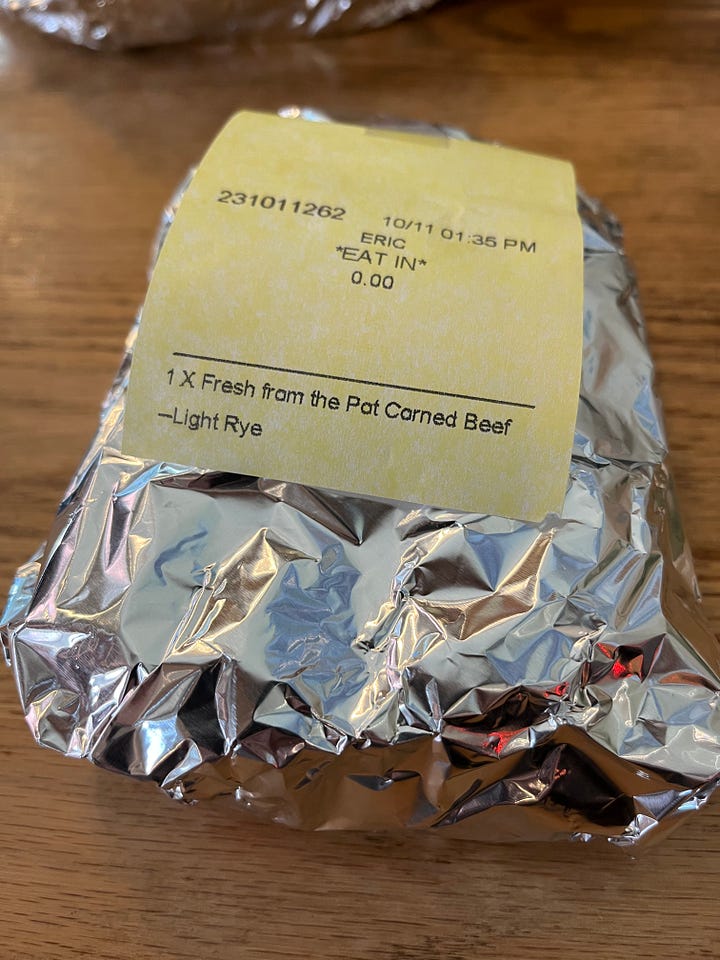 231011262 10/11 01:35 PM
ERIC
*EAT IN*
0.00
1 X Fresh from the Pot Corned Beef
--Light Rye